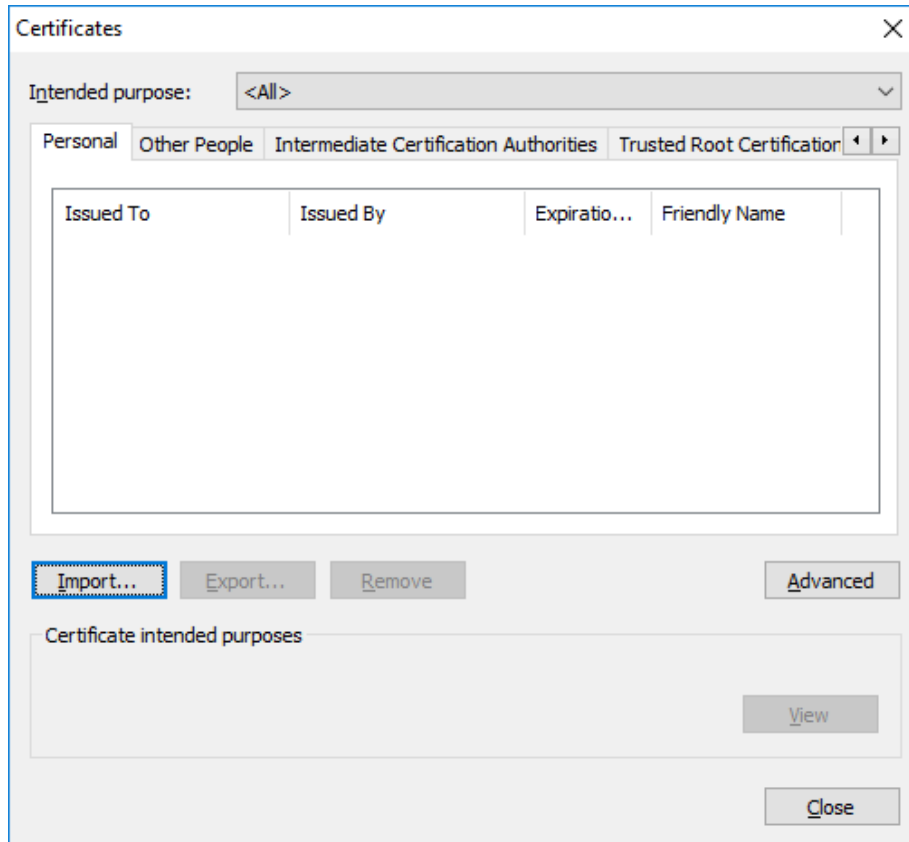 Certificates
Intended purpose: <All>
Personal Other People Intermediate Certification Authorities Trusted Root Certification
Issued To Issued By Expiratio... Friendly Name
Import... Export... Remove Advanced
Certificate intended purposes
View
Close